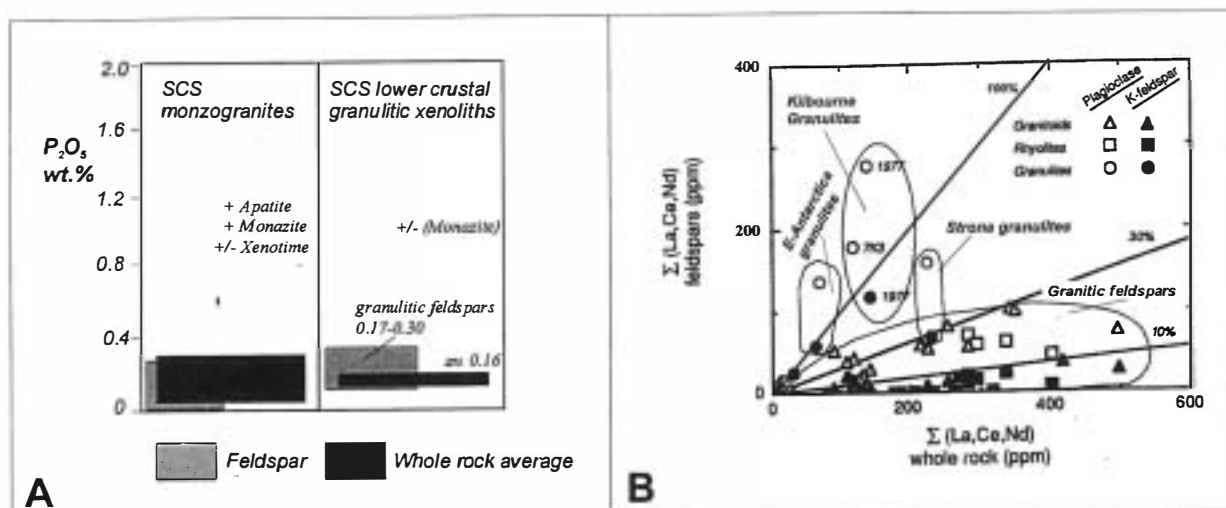 2.0
1.6
P₂O₅
wt.%
1.2
0.8
0.4
0
SCS
monzogranites
+ Apatite
+ Monazite
+/- Xenotime
SCS lower crustal
granulitic xenoliths
+/- (Monazite)
granulitic feldspars
0.17-0.30
0.16
Feldspar
Whole rock average
A
400
200
0
Σ (La,Ce,Nd)
feldspars (ppm)
Kilbourne
Granulites
E-Antarctica
granulites
1977
1977
Strona granulites
100%
30%
10%
Granitic feldspars
Plagioclase
K-feldspar
Granitoids
Rhyolites
Granulites
0
200
400
600
Σ (La,Ce,Nd)
whole rock (ppm)
B